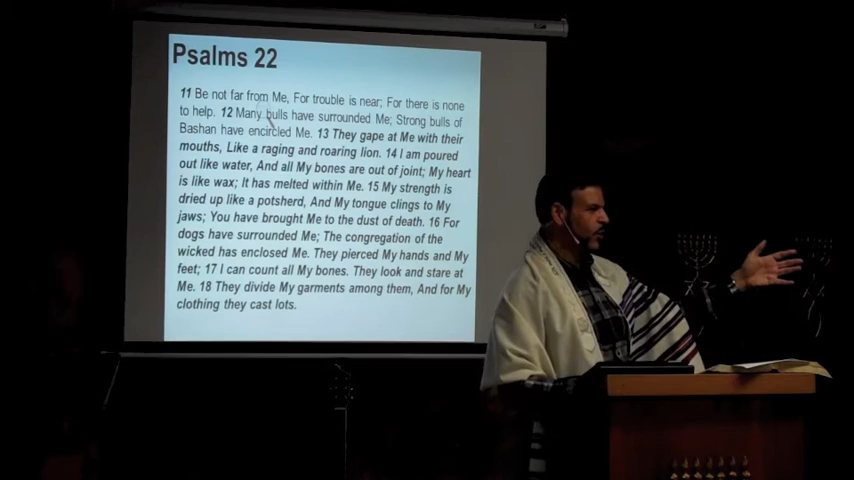 Psalms 22
11 Be not far from Me, For trouble is near; For there is none
to help. 12 Many bulls have surrounded Me; Strong bulls of
Bashan have encircled Me. 13 They gape at Me with their
mouths, Like a raging and roaring lion. 14 I am poured
out like water, And all My bones are out of joint; My heart
is like wax; It has melted within Me. 15 My strength is
dried up like a potsherd, And My tongue clings to My
jaws; You have brought Me to the dust of death. 16 For
dogs have surrounded Me; The congregation of the
wicked has enclosed Me. They pierced My hands and My
feet; 17 I can count all My bones. They look and stare at
Me. 18 They divide My garments among them, And for My
clothing they cast lots.